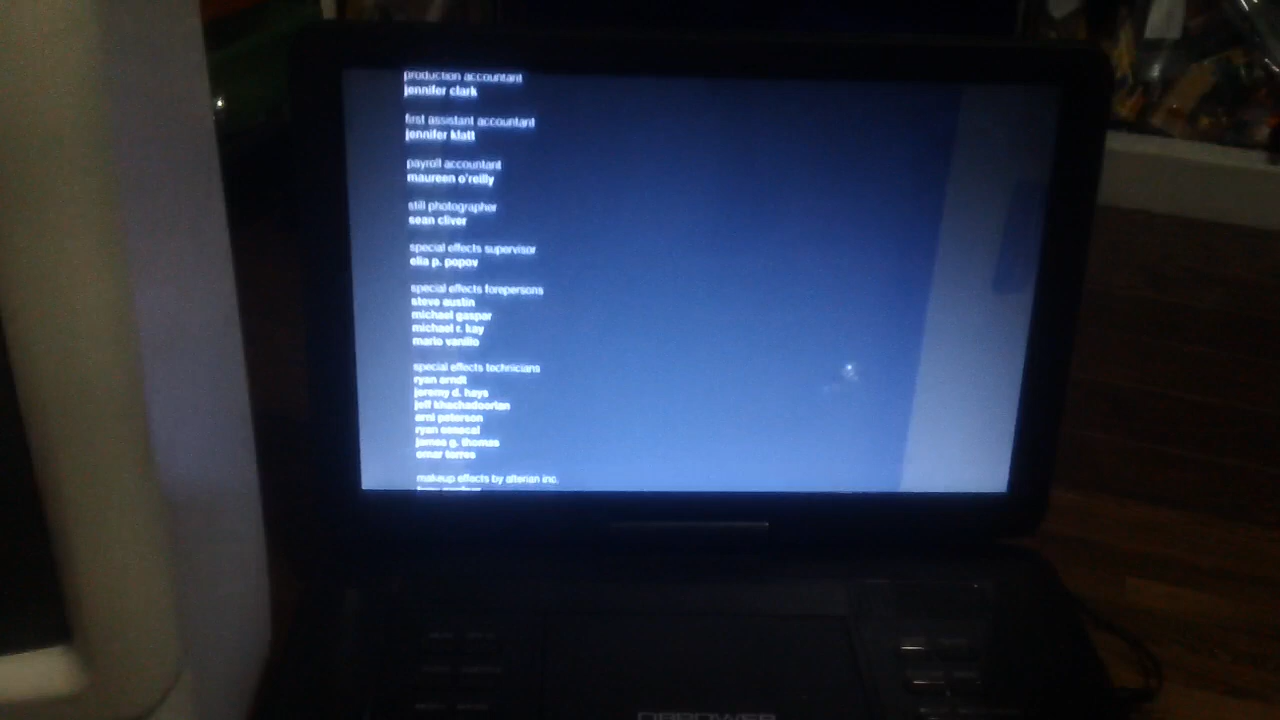 production accountant
jennifer clark
first assistant accountant
jennifer klatt
payroll accountant
maureen o'reilly
still photographer
sean cliver
special effects supervisor
elia p. popov
special effects forepersons
steve austin
michael gaspar
michael r. kay
mario vanillo
special effects technicians
ryan arndt
jeremy d. hays
jeff khachadoorian
arni peterson
ryan senecal
james g. thomas
omar torres
makeup effects by alterian inc.
DBPOWER